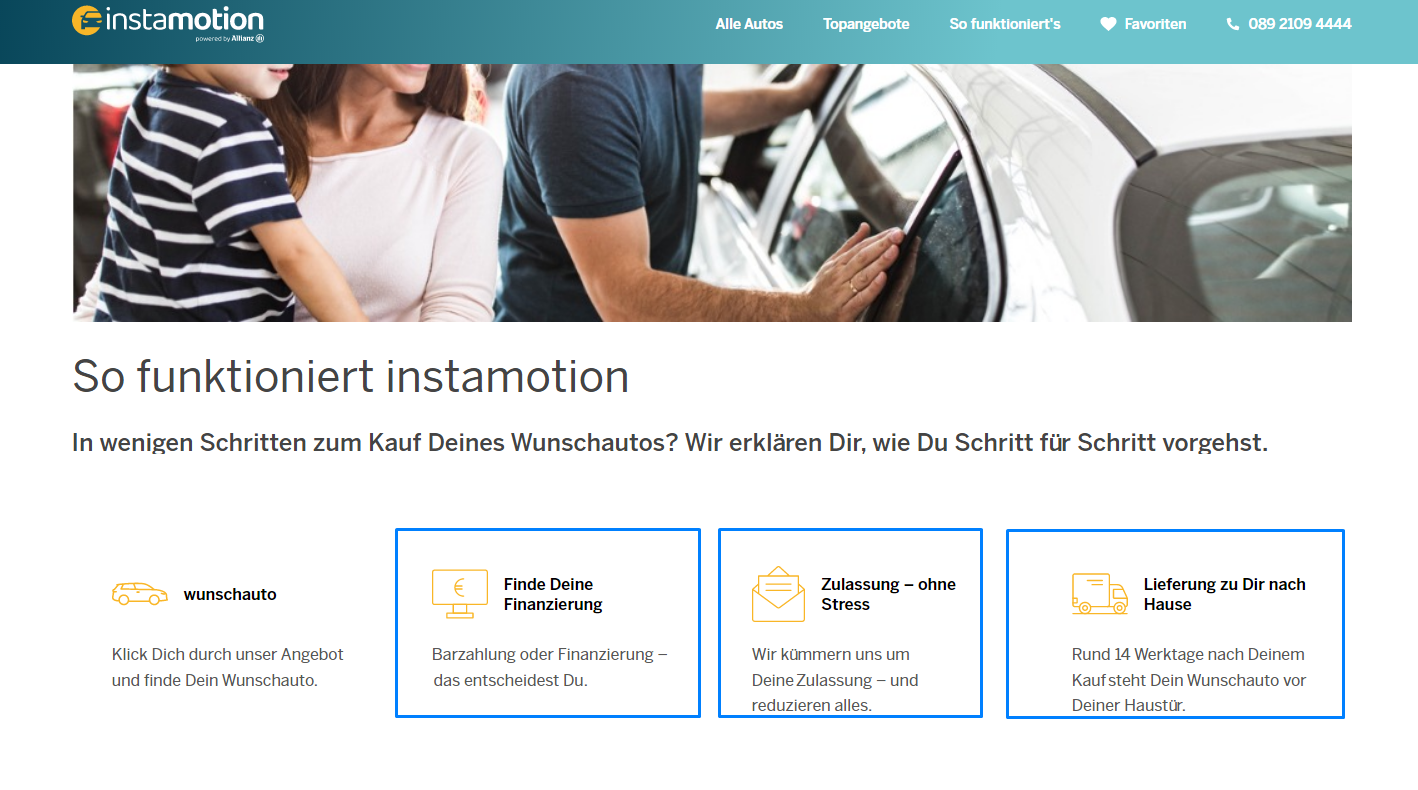 instamotion
powered by Allianz
Alle Autos
Topangebote
So funktioniert's
Favoriten
089 2109 4444
So funktioniert instamotion
In wenigen Schritten zum Kauf Deines Wunschautos? Wir erklären Dir, wie Du Schritt für Schritt vorgehst.
wunschauto
Klick Dich durch unser Angebot
und finde Dein Wunschauto.
€
Finde Deine
Finanzierung
Barzahlung oder Finanzierung –
das entscheidest Du.
Zulassung – ohne
Stress
Wir kümmern uns um
Deine Zulassung – und
reduzieren alles.
Lieferung zu Dir nach
Hause
Rund 14 Werktage nach Deinem
Kauf steht Dein Wunschauto vor
Deiner Haustür.